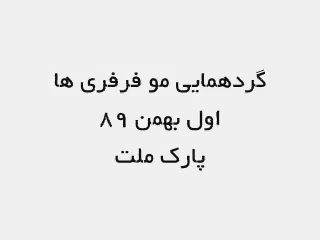 گردهمایی مو فرفری ها
اول بهمن ۸۹
پارک ملت